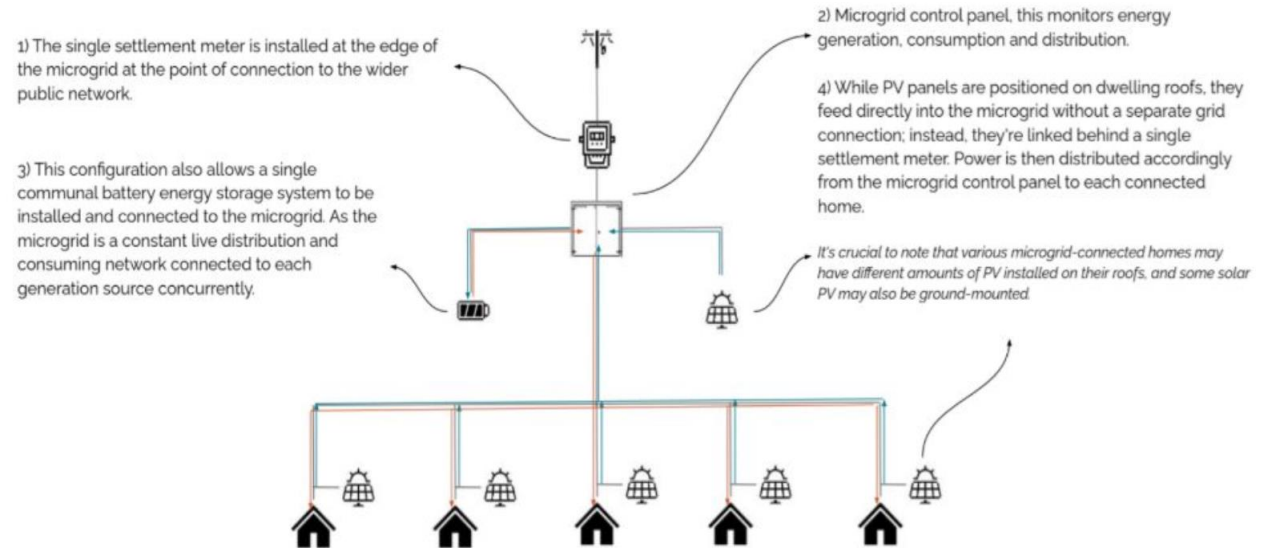 1) The single settlement meter is installed at the edge of
the microgrid at the point of connection to the wider
public network.
2) Microgrid control panel, this monitors energy
generation, consumption and distribution.
3) This configuration also allows a single
communal battery energy storage system to be
installed and connected to the microgrid. As the
microgrid is a constant live distribution and
consuming network connected to each
generation source concurrently.
4) While PV panels are positioned on dwelling roofs, they
feed directly into the microgrid without a separate grid
connection; instead, they're linked behind a single
settlement meter. Power is then distributed accordingly
from the microgrid control panel to each connected
home.
It's crucial to note that various microgrid-connected homes may
have different amounts of PV installed on their roofs, and some solar
PV may also be ground-mounted.